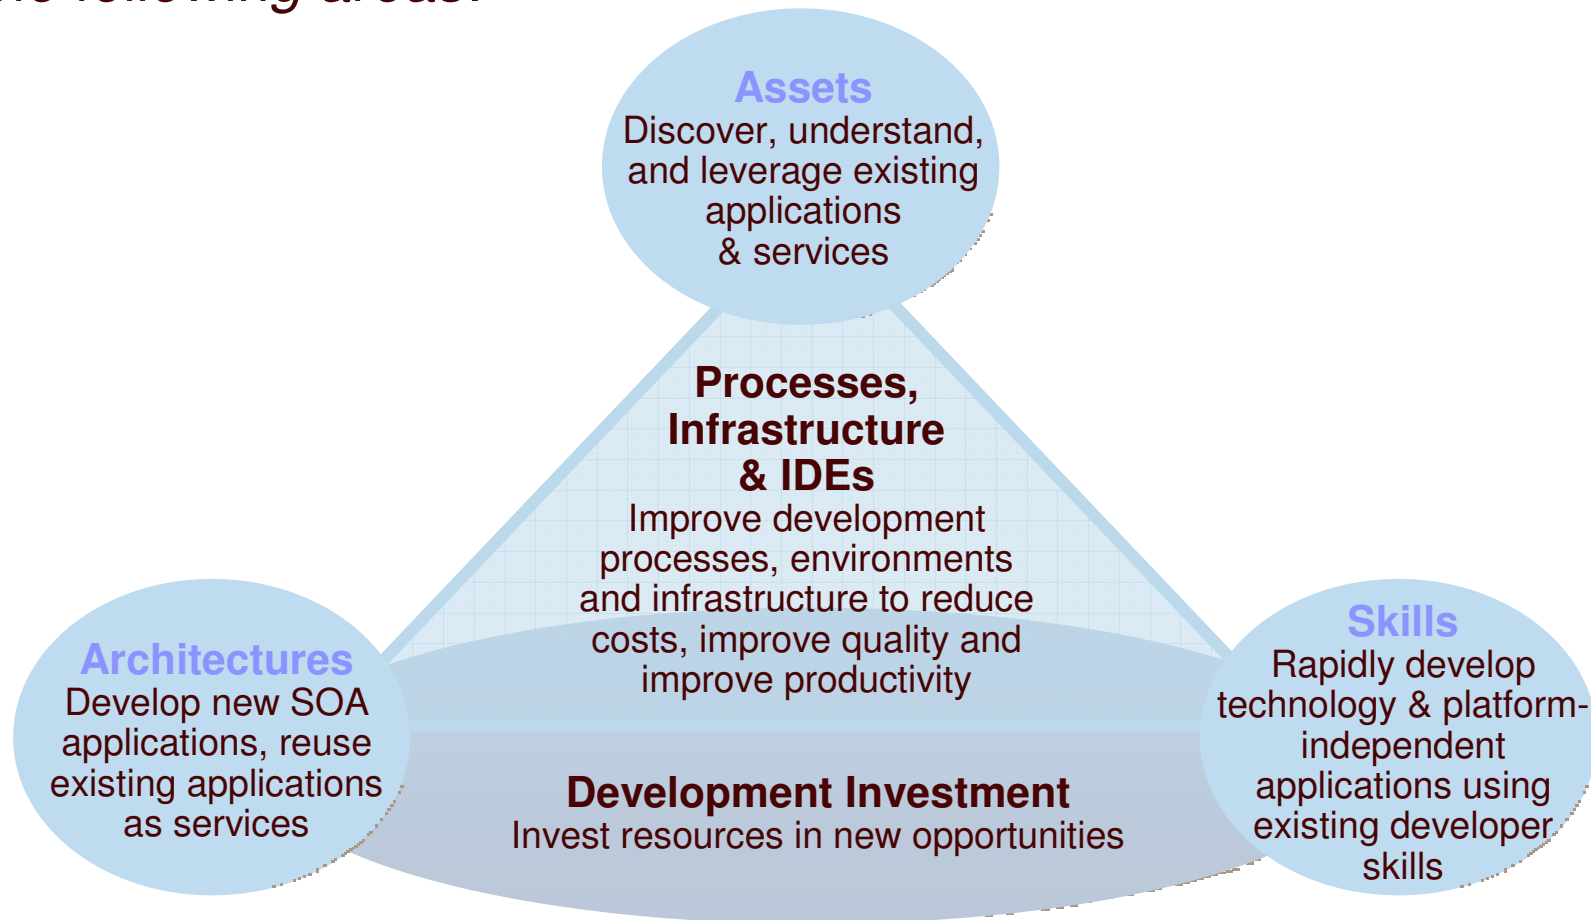 following areas:
Assets
Discover, understand,
and leverage existing
applications
& services
Processes,
Infrastructure
& IDEs
Improve development
processes, environments
and infrastructure to reduce
costs, improve quality and
improve productivity
Architectures
Develop new SOA
applications, reuse
existing applications
as services
Skills
Rapidly develop
technology & platform-
independent
applications using
existing developer
skills
Development Investment
Invest resources in new opportunities